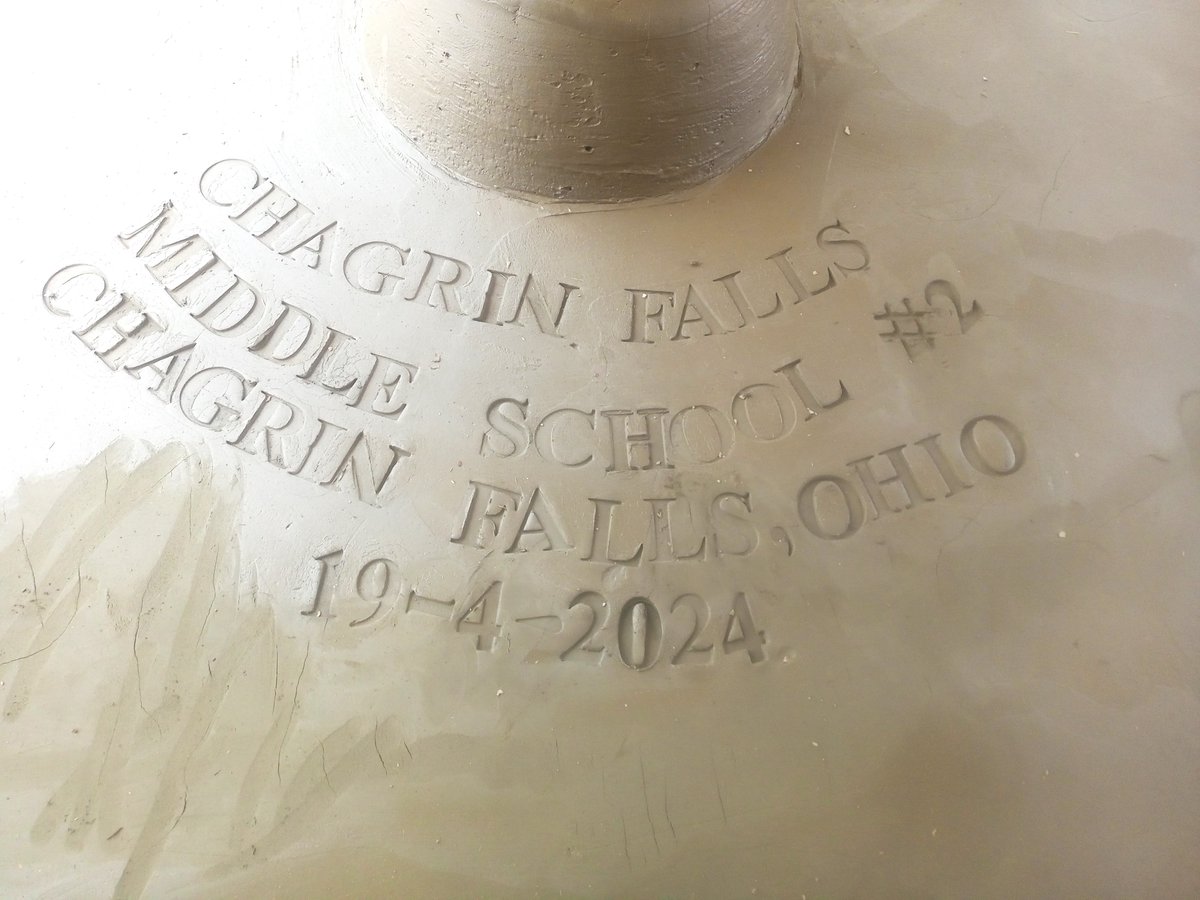 CHAGRIN FALLS
MIDDLE SCHOOL #2
CHAGRIN FALLS, OHIO
19-4-2024